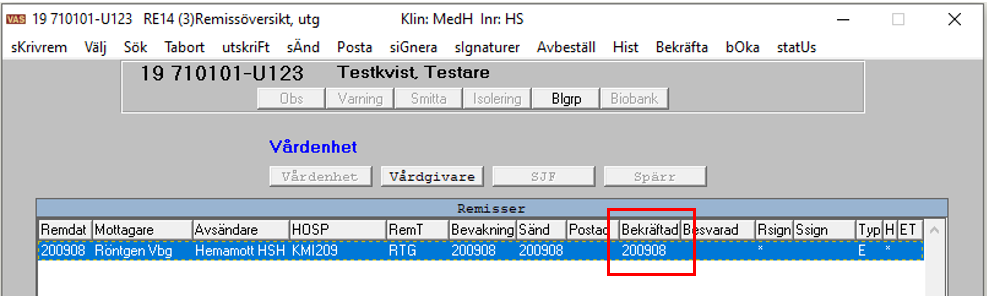 VAS 19 710101-U123 RE14 (3)Remissöversikt, utg Klin: MedH Inr: HS
sKrivrem Välj Sök Tabort utskriFt sÄnd Posta siGnera sIgnaturer Avbeställ Hist Bekräfta bOka statUs
19 710101-U123 Testkvist, Testare
Obs Varning Smitta Isolering Blgrp Biobank
Vårdenhet
Vårdenhet Vårdgivare SJF Spärr
Remisser
Remdat Mottagare Avsändare HOSP RemT Bevakning Sänd Postad Bekräftad Besvarad Rsign Ssign Typ H ET
200908 Röntgen Vbg Hemamott HSH KMI209 RTG 200908 200908 200908 * E *